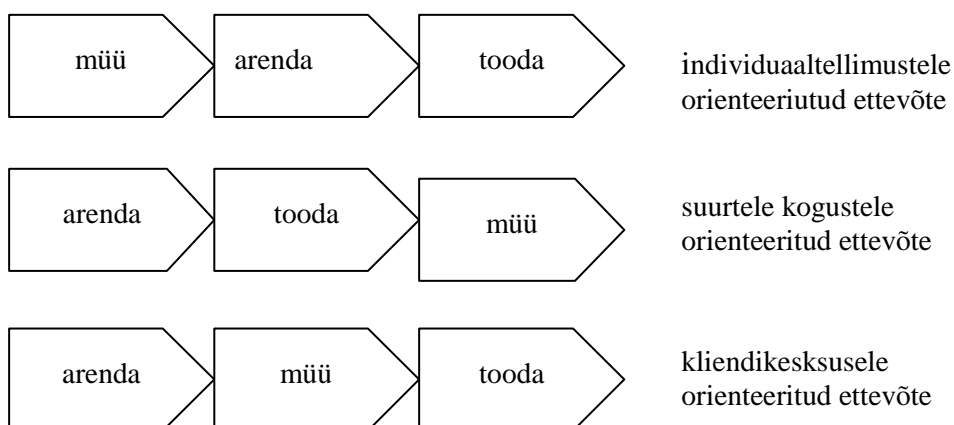 müü arenda tooda individuaaltellimustele
orienteeriutud ettevõte
arenda tooda müü suurtele kogustele
orienteeritud ettevõte
arenda müü tooda kliendikesksusele
orienteeritud ettevõte